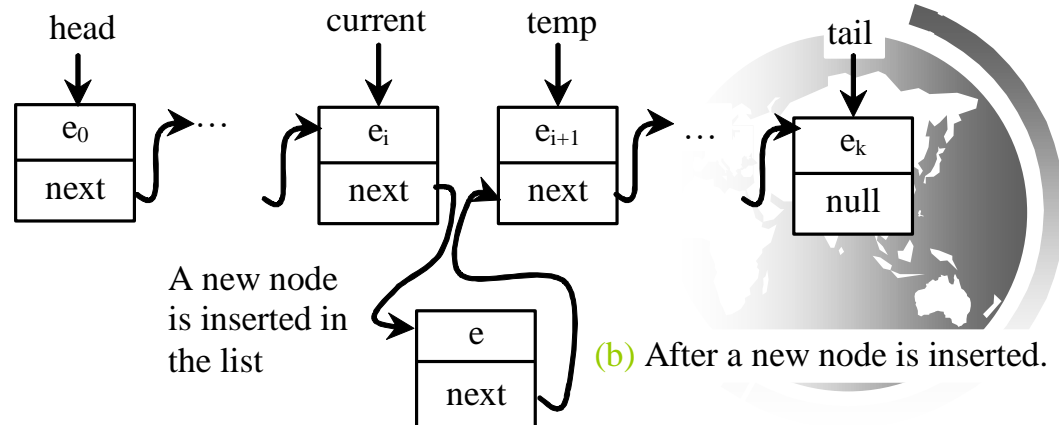 head current temp tail
e0 … ei ei+1 … ek
next next next null
A new node
is inserted in
the list
e
next
(b) After a new node is inserted.